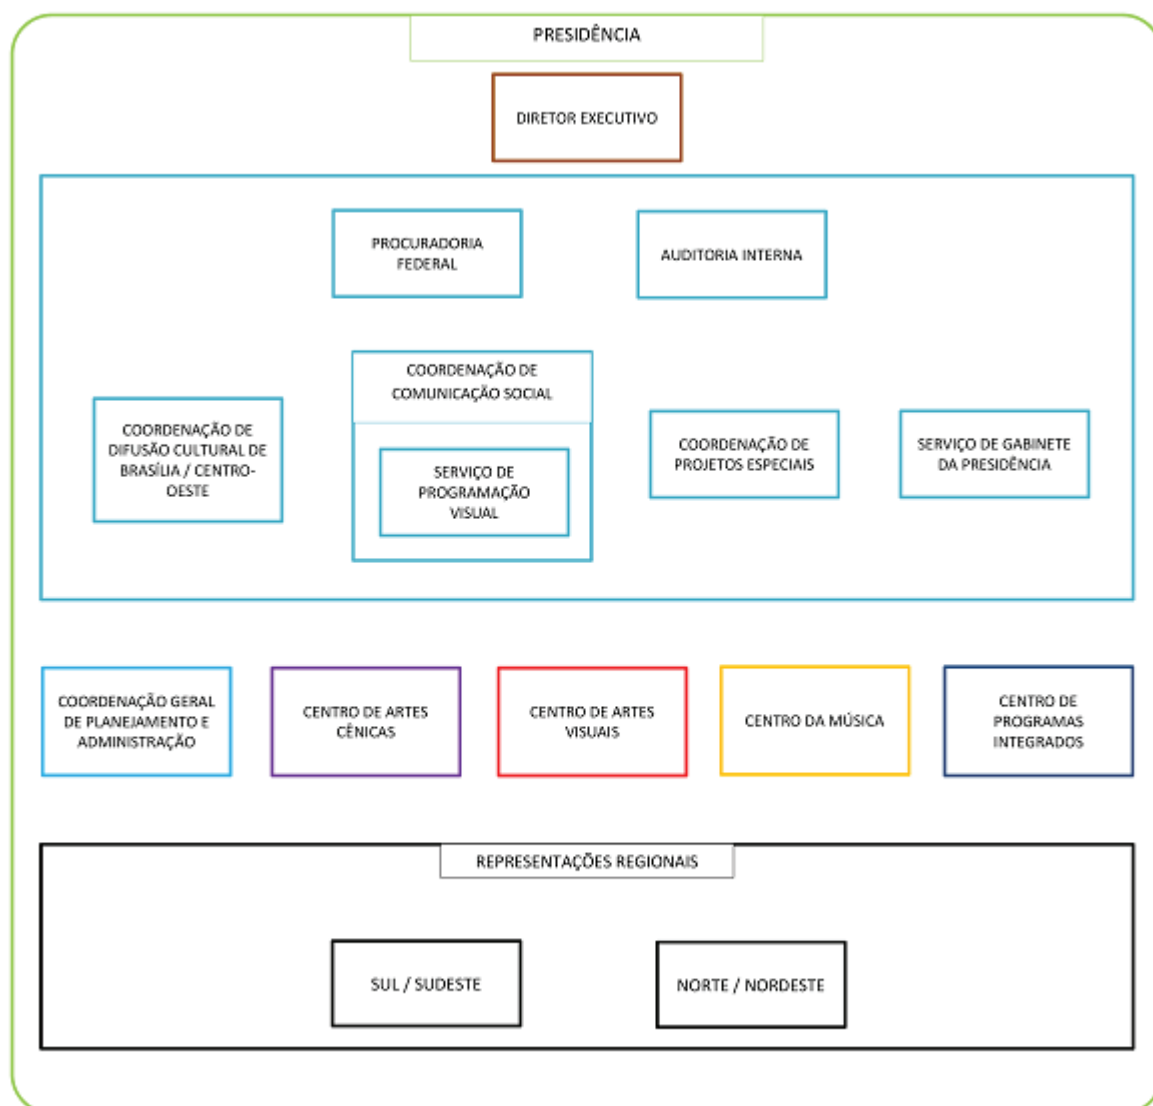 PRESIDÊNCIA
DIRETOR EXECUTIVO
PROCURADORIA
FEDERAL
AUDITORIA INTERNA
COORDENAÇÃO DE
DIFUSÃO CULTURAL DE
BRASÍLIA / CENTRO-
OESTE
COORDENAÇÃO DE
COMUNICAÇÃO SOCIAL
SERVIÇO DE
PROGRAMAÇÃO
VISUAL
COORDENAÇÃO DE
PROJETOS ESPECIAIS
SERVIÇO DE GABINETE
DA PRESIDÊNCIA
COORDENAÇÃO GERAL
DE PLANEJAMENTO E
ADMINISTRAÇÃO
CENTRO DE ARTES
CÊNICAS
CENTRO DE ARTES
VISUAIS
CENTRO DA MÚSICA
CENTRO DE
PROGRAMAS
INTEGRADOS
REPRESENTAÇÕES REGIONAIS
SUL / SUDESTE
NORTE / NORDESTE